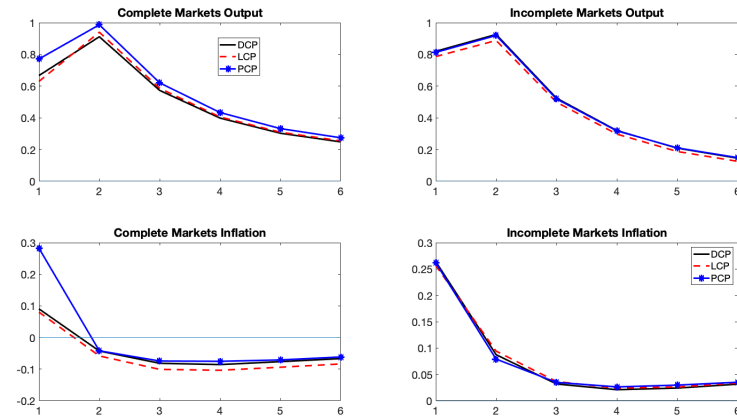 Complete Markets Output
1
0.8
0.6
0.4
0.2
0
1 2 3 4 5 6
DCP
LCP
PCP
Incomplete Markets Output
1
0.8
0.6
0.4
0.2
0
1 2 3 4 5 6
Complete Markets Inflation
0.3
0.2
0.1
0
-0.1
-0.2
1 2 3 4 5 6
Incomplete Markets Inflation
0.3
0.25
0.2
0.15
0.1
0.05
0
1 2 3 4 5 6
DCP
LCP
PCP